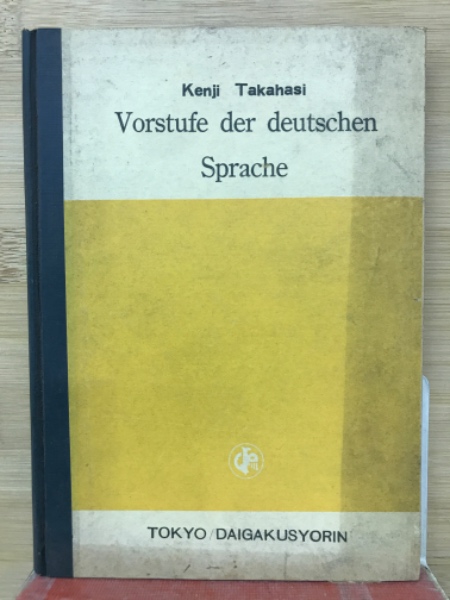 Kenji Takahasi
Vorstufe der deutschen
Sprache
TOKYO/DAIGAKUSYORIN